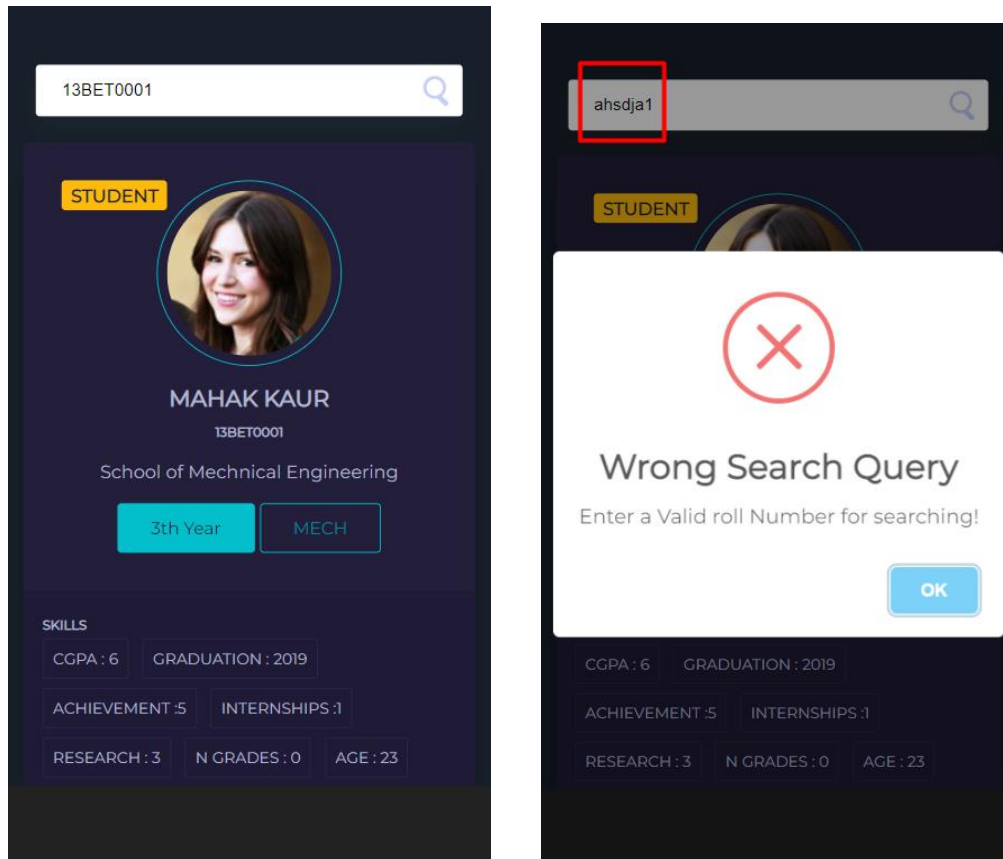 13BET0001
STUDENT
MAHAK KAUR
13BET0001
School of Mechnical Engineering
3th Year MECH
SKILLS
CGPA : 6 GRADUATION : 2019
ACHIEVEMENT :5 INTERNSHIPS :1
RESEARCH : 3 N GRADES : 0 AGE : 23
ahsdja1
STUDENT
Wrong Search Query
Enter a Valid roll Number for searching!
OK
CGPA : 6 GRADUATION : 2019
ACHIEVEMENT :5 INTERNSHIPS :1
RESEARCH : 3 N GRADES : 0 AGE : 23